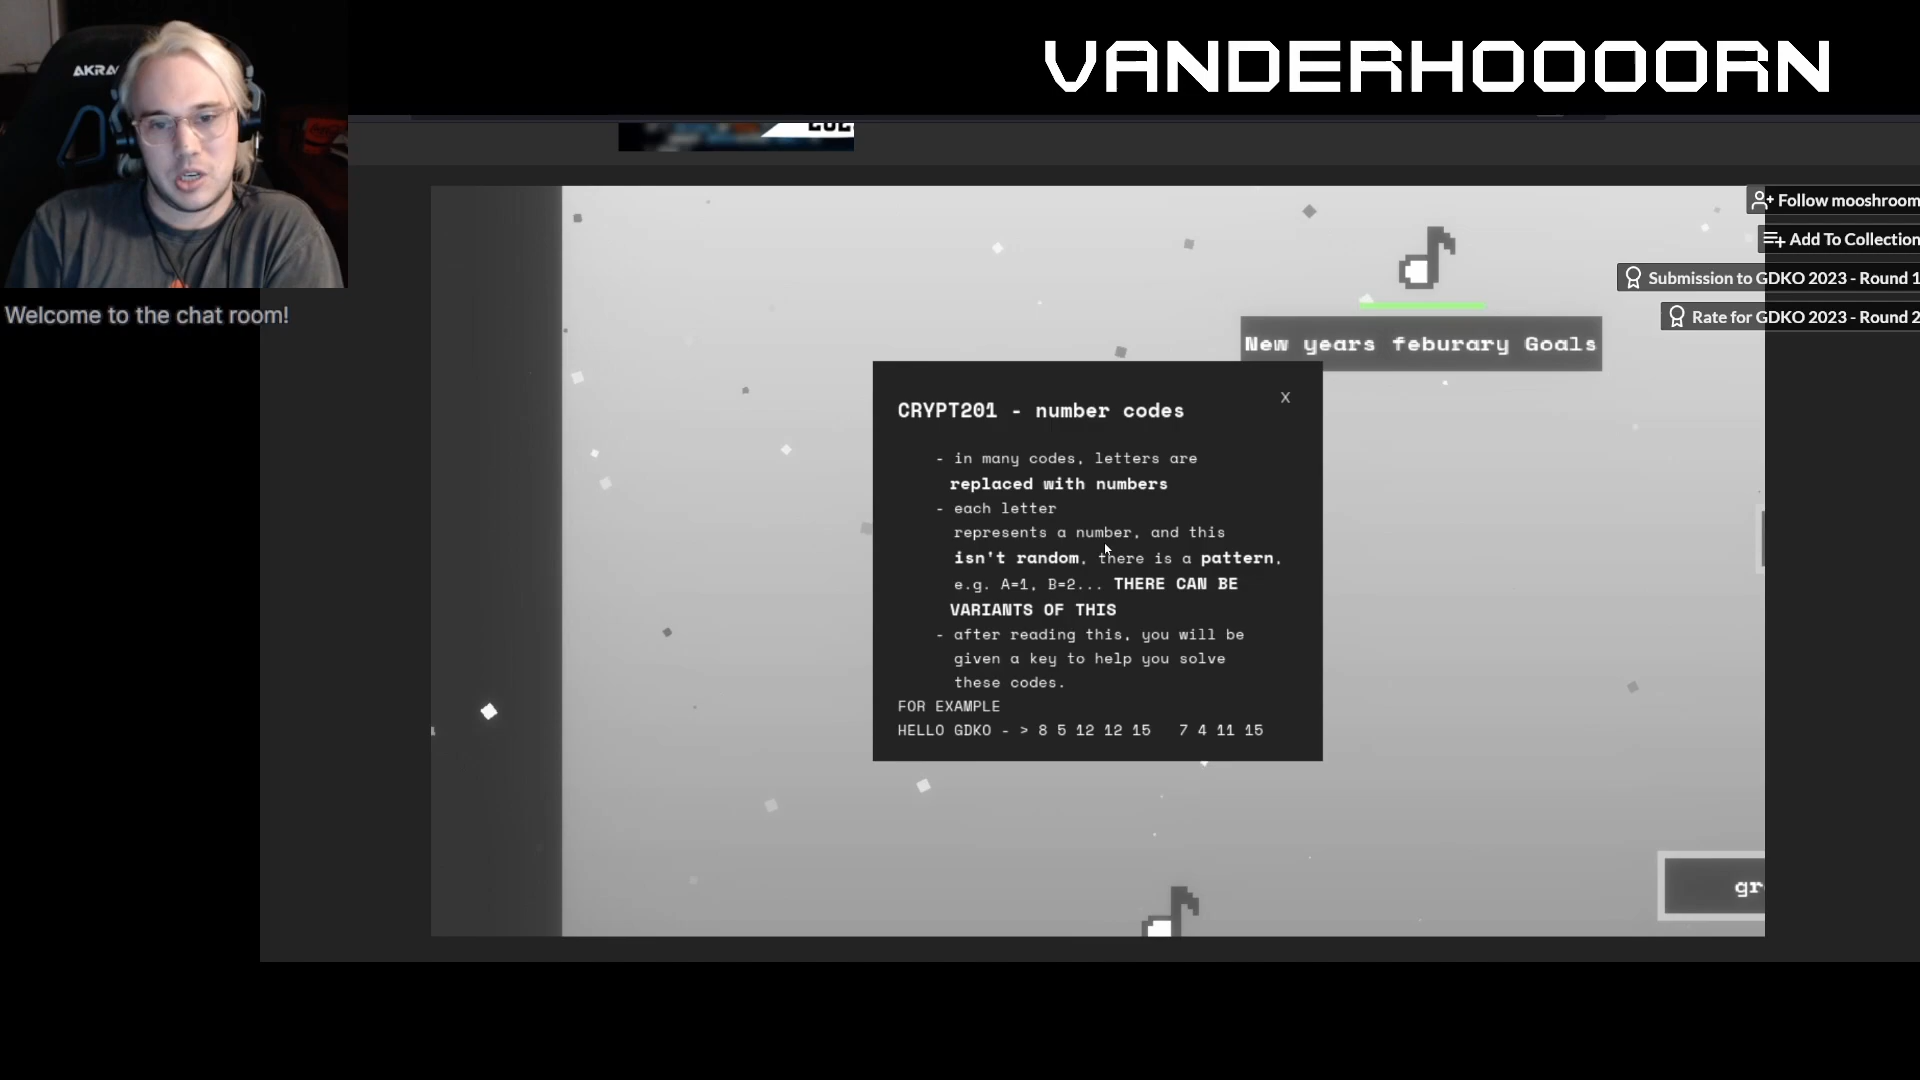 VANDERHOOOORN
AKRA
Welcome to the chat room!
Follow mooshroom
Add To Collection
Submission to GDKO 2023 - Round 1
Rate for GDKO 2023 - Round 2
New years feburary Goals
X
CRYPT201 - number codes
- in many codes, letters are
replaced with numbers
- each letter
represents a number, and this
isn't random, there is a pattern,
e.g. A=1, B=2... THERE CAN BE
VARIANTS OF THIS
- after reading this, you will be
given a key to help you solve
these codes.
FOR EXAMPLE
HELLO GDKO - > 8 5 12 12 15   7 4 11 15
gr